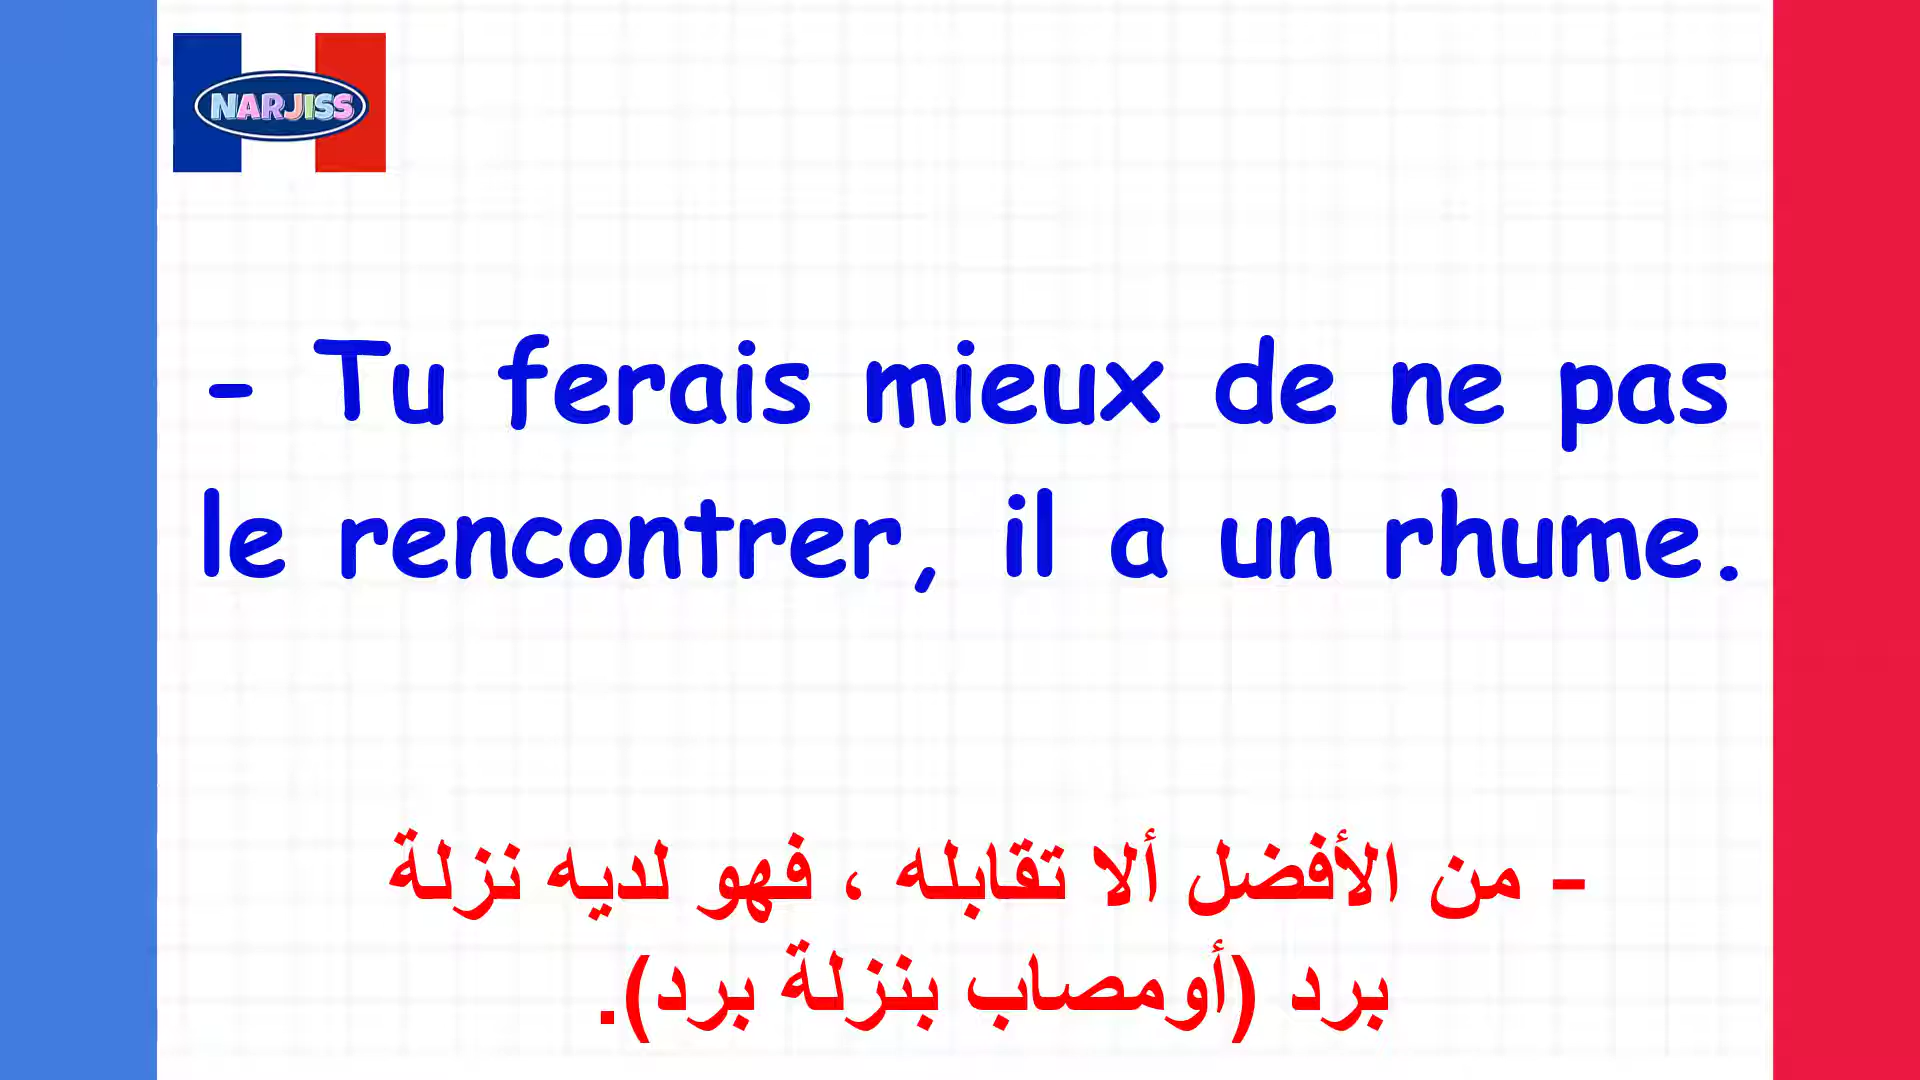 NARJISS
- Tu ferais mieux de ne pas
le rencontrer, il a un rhume.
- من الأفضل ألا تقابله ، فهو لديه نزلة
برد (أومصاب بنزلة برد).